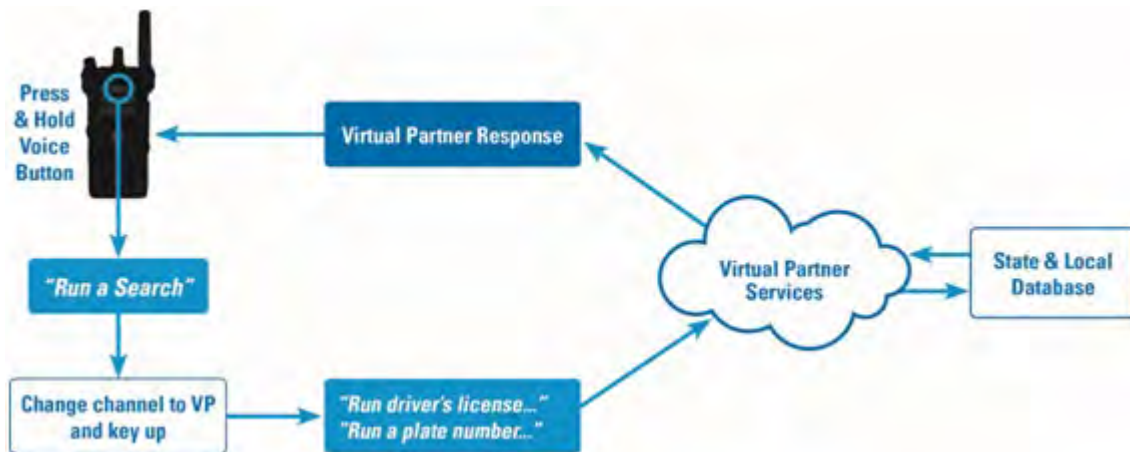 Press
& Hold
Voice
Button
Virtual Partner Response
"Run a Search"
Change channel to VP
and key up
"Run driver's license..."
"Run a plate number..."
Virtual Partner
Services
State & Local
Database